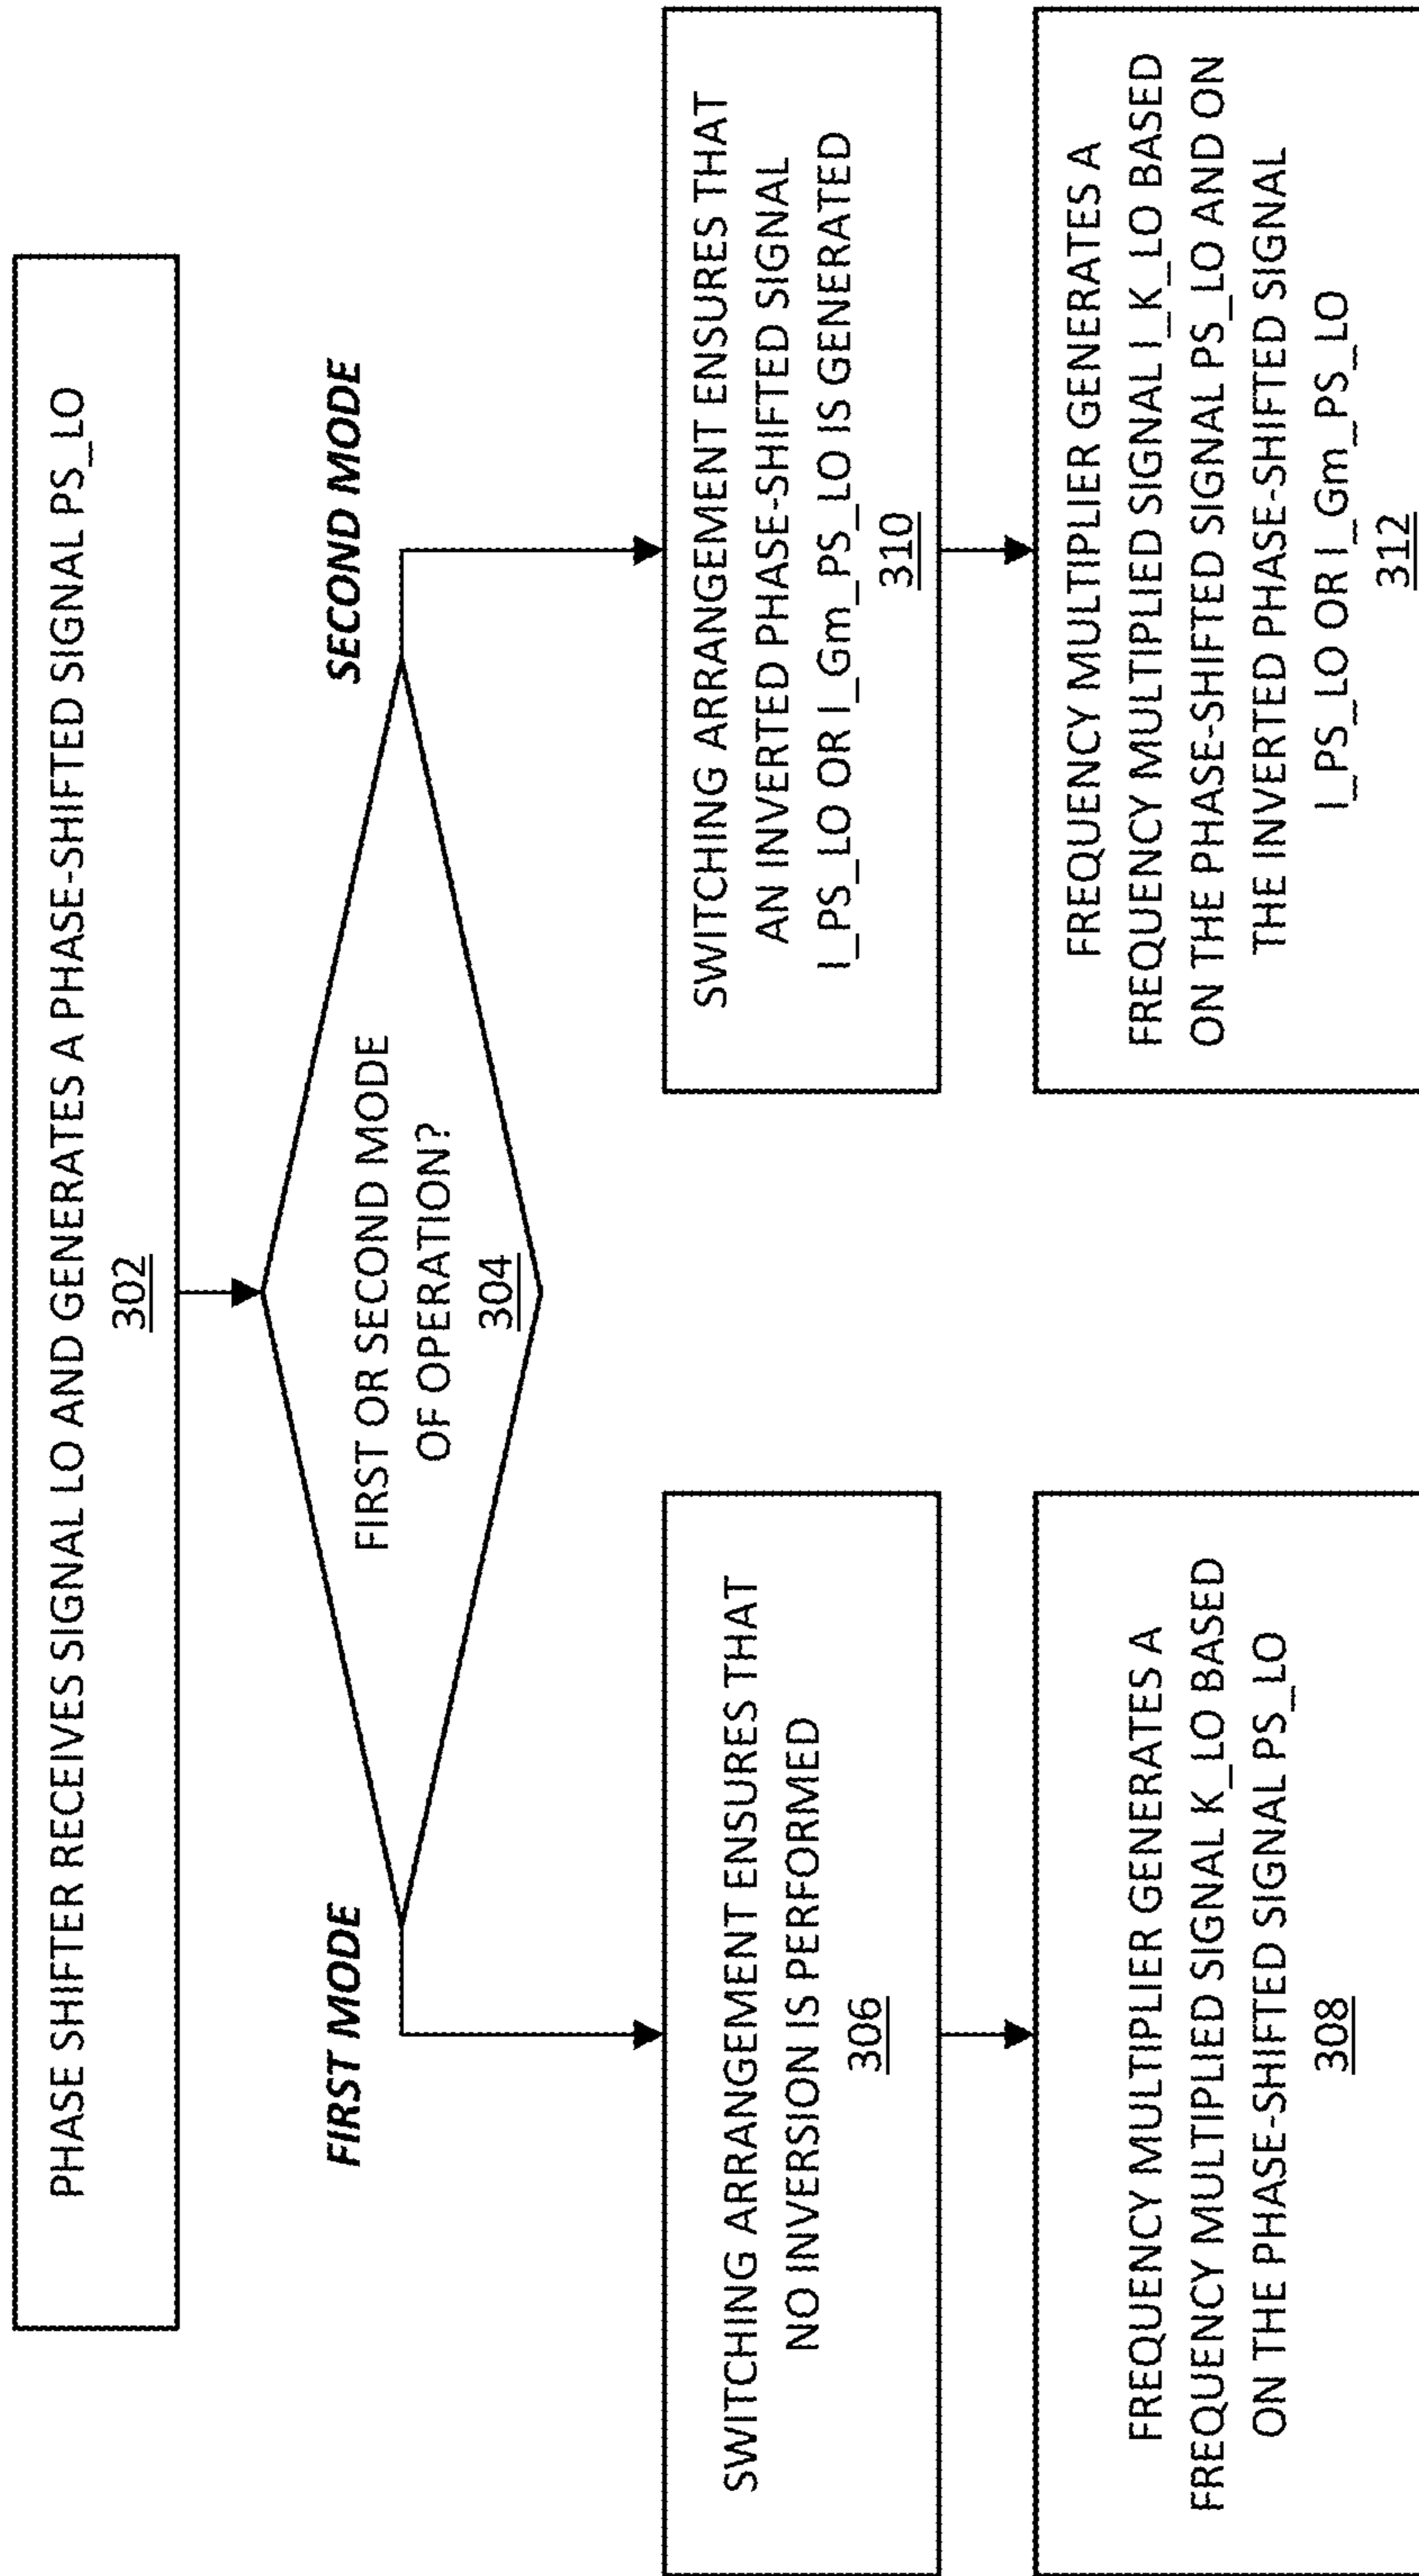 PHASE SHIFTER RECEIVES SIGNAL LO AND GENERATES A PHASE-SHIFTED SIGNAL PS_LO
302
FIRST OR SECOND MODE
OF OPERATION?
304
FIRST MODE
SWITCHING ARRANGEMENT ENSURES THAT
NO INVERSION IS PERFORMED
306
FREQUENCY MULTIPLIER GENERATES A
FREQUENCY MULTIPLIED SIGNAL K_LO BASED
ON THE PHASE-SHIFTED SIGNAL PS_LO
308
SECOND MODE
SWITCHING ARRANGEMENT ENSURES THAT
AN INVERTED PHASE-SHIFTED SIGNAL
I_PS_LO OR I_Gm_PS_LO IS GENERATED
310
FREQUENCY MULTIPLIER GENERATES A
FREQUENCY MULTIPLIED SIGNAL I_K_LO BASED
ON THE PHASE-SHIFTED SIGNAL PS_LO AND ON
THE INVERTED PHASE-SHIFTED SIGNAL
I_PS_LO OR I_Gm_PS_LO
312